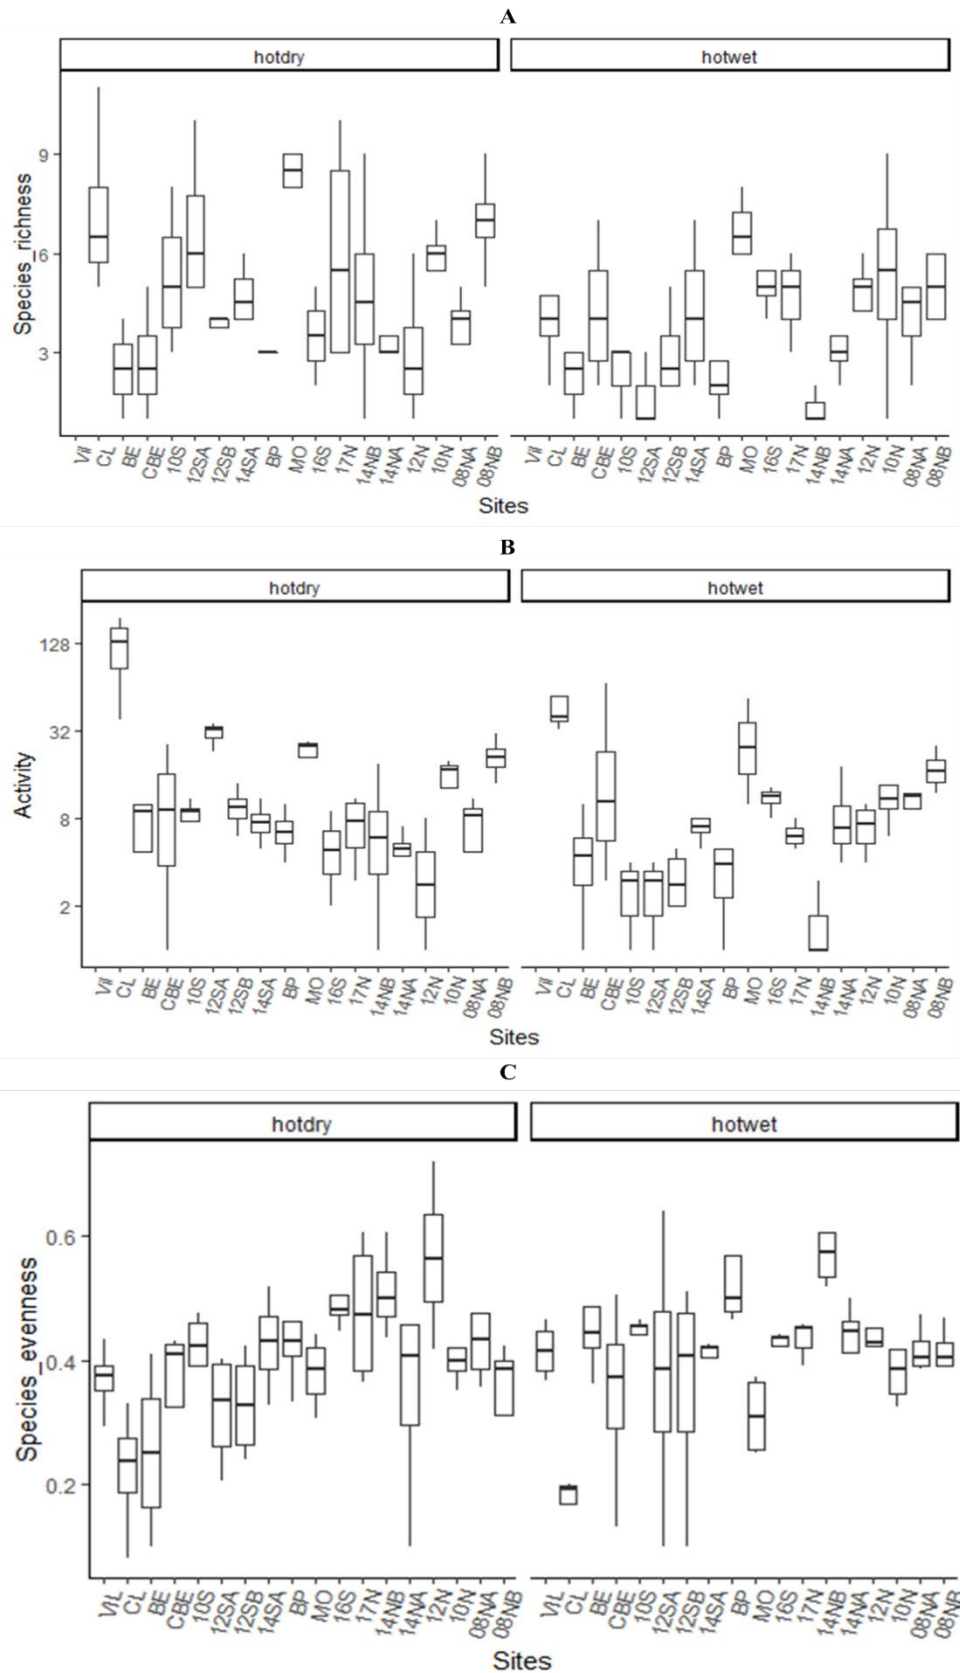 A
hotdry hotwet
Species_richness
9
6
3
Vil CL BE CBE 10S 12SA 12SB 14SA BP MO 16S 17N 14NB 14NA 12N 10N 08NA 08NB Vil CL BE CBE 10S 12SA 12SB 14SA BP MO 16S 17N 14NB 14NA 12N 10N 08NA 08NB
Sites
B
hotdry hotwet
Activity
128
32
8
2
Vil CL BE CBE 10S 12SA 12SB 14SA BP MO 16S 17N 14NB 14NA 12N 10N 08NA 08NB Vil CL BE CBE 10S 12SA 12SB 14SA BP MO 16S 17N 14NB 14NA 12N 10N 08NA 08NB
Sites
C
hotdry hotwet
Species_evenness
0.6
0.4
0.2
VIL CL BE CBE 10S 12SA 12SB 14SA BP MO 16S 17N 14NB 14NA 12N 10N 08NA 08NB VIL CL BE CBE 10S 12SA 12SB 14SA BP MO 16S 17N 14NB 14NA 12N 10N 08NA 08NB
Sites